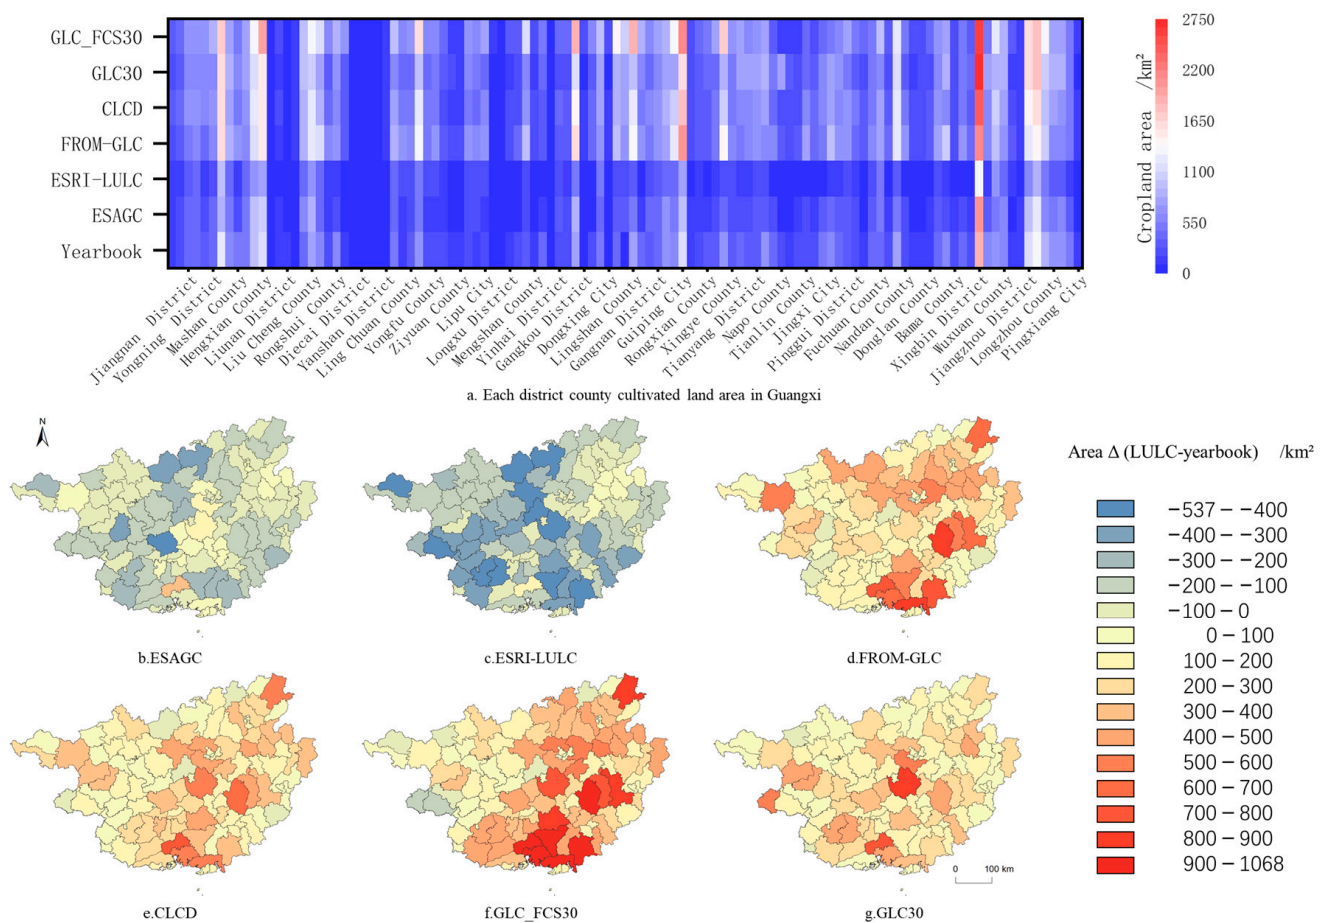 GLC_FCS30
GLC30
CLCD
FROM-GLC
ESRI-LULC
ESAGC
Yearbook
2750
2200
1650
1100
550
0
Cropland area /km²
Jiangnan District
Yongning District
Mashan County
Hengxian County
Liunan District
Liu Cheng County
Rongshui County
Diecai District
Yanshan District
Ling Chuan County
Yongfu County
Ziyuan County
Lipu City
Longxu District
Mengshan County
Yinhai District
Gangkou District
Dongxing City
Lingshan County
Gangnan District
Guiping City
Rongxian County
Xingye County
Tianyang District
Napo County
Tianlin County
Jingxi City
Pinggui District
Fuchuan County
Nandan County
Donglan County
Bama County
Xingbin District
Wuxuan County
Jiangzhou District
Longzhou County
Pingxiang City
a. Each district county cultivated land area in Guangxi
N
b.ESAGC
c.ESRI-LULC
d.FROM-GLC
e.CLCD
f.GLC_FCS30
g.GLC30
0 100 km
Area Δ (LULC-yearbook) /km²
−537 – −400
−400 – −300
−300 – −200
−200 – −100
−100 – 0
0 – 100
100 – 200
200 – 300
300 – 400
400 – 500
500 – 600
600 – 700
700 – 800
800 – 900
900 – 1068